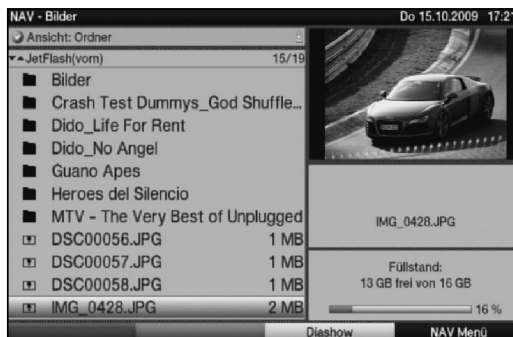 NAV - Bilder
Do 15.10.2009 17:21
Ansicht: Ordner
JetFlash(vorn) 15/19
Bilder
Crash Test Dummys_God Shuffle...
Dido_Life For Rent
Dido_No Angel
Guano Apes
Heroes del Silencio
MTV - The Very Best of Unplugged
DSC00056.JPG 1 MB
DSC00057.JPG 1 MB
DSC00058.JPG 1 MB
IMG_0428.JPG 2 MB
IMG_0428.JPG
Füllstand:
13 GB frei von 16 GB
16 %
Diashow
NAV Menü